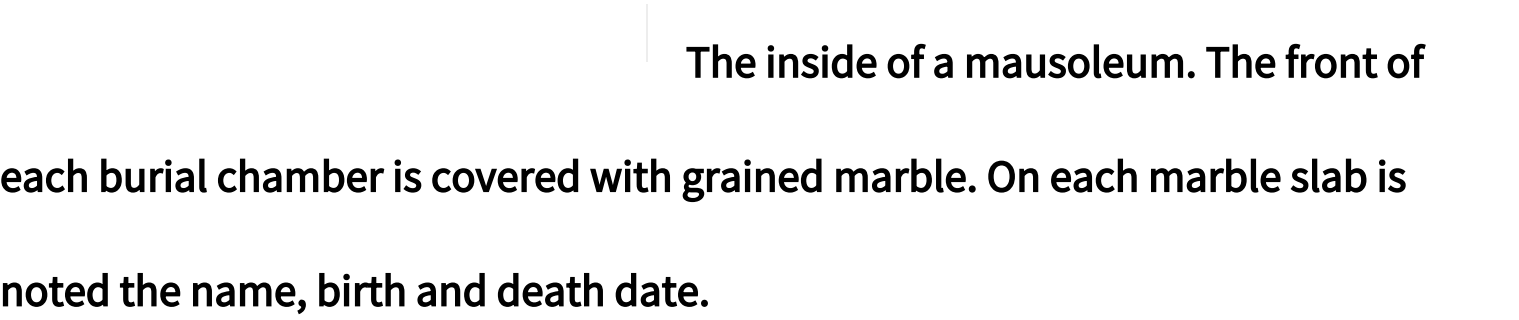 The inside of a mausoleum. The front of
each burial chamber is covered with grained marble. On each marble slab is
noted the name, birth and death date.